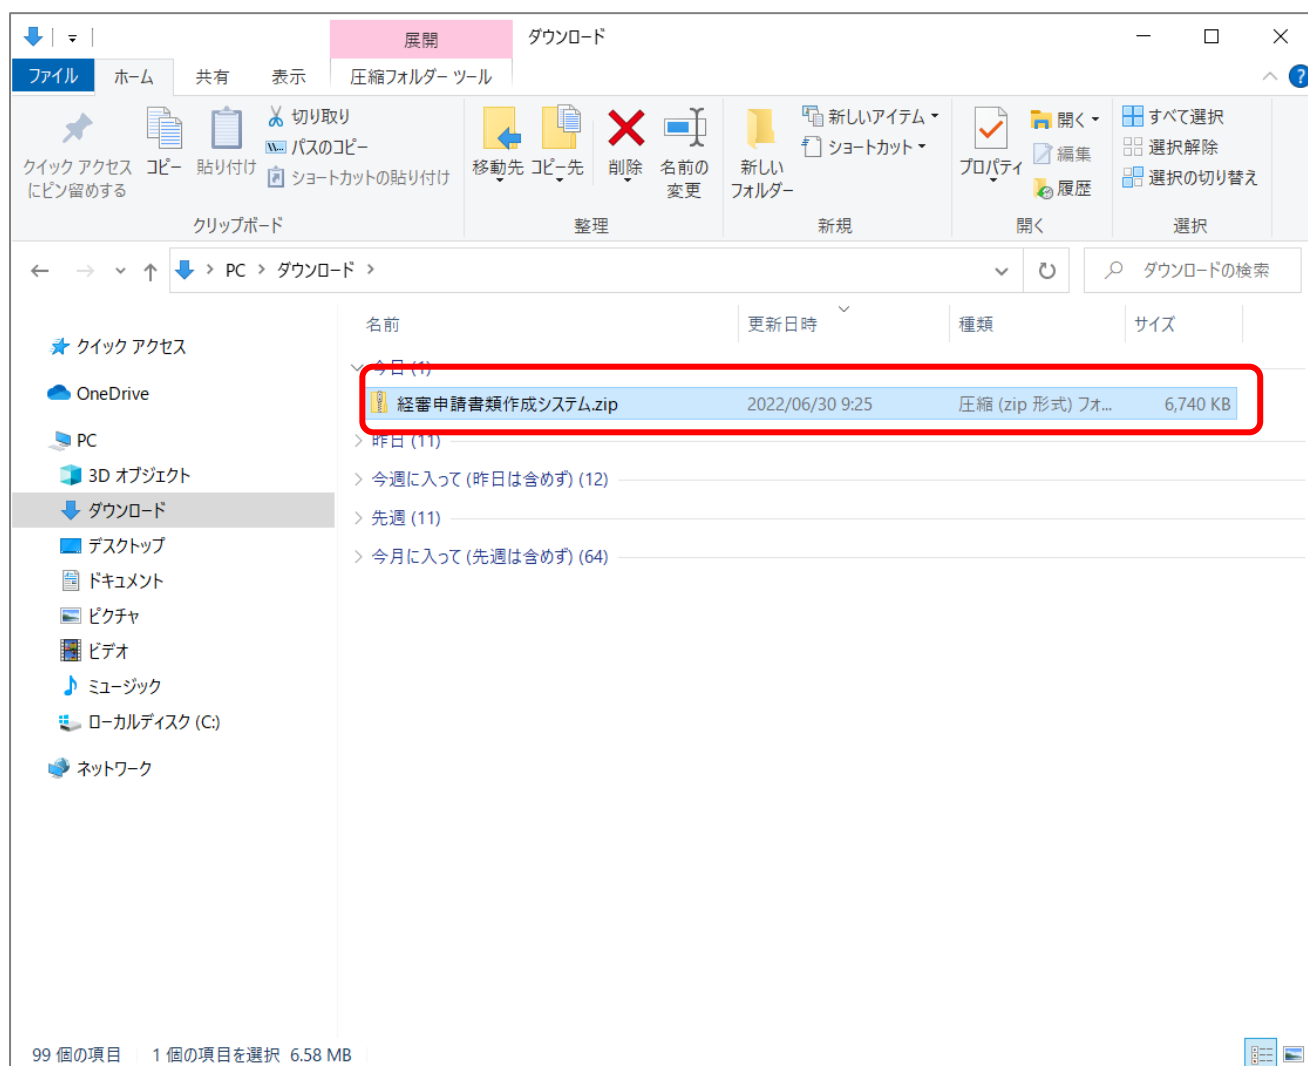 展開
ダウンロード
ファイル ホーム 共有 表示 圧縮フォルダー ツール
?
クイック アクセス
にピン留めする
コピー
貼り付け
切り取り
パスのコピー
ショートカットの貼り付け
クリップボード
移動先
コピー先
削除
名前の
変更
整理
新しい
フォルダー
新しいアイテム
ショートカット
新規
プロパティ
開く
編集
履歴
開く
すべて選択
選択解除
選択の切り替え
選択
PC > ダウンロード >
ダウンロードの検索
名前 更新日時 種類 サイズ
クイック アクセス
OneDrive
PC
3D オブジェクト
ダウンロード
デスクトップ
ドキュメント
ピクチャ
ビデオ
ミュージック
ローカルディスク (C:)
ネットワーク
今日 (1)
経審申請書類作成システム.zip 2022/06/30 9:25 圧縮 (zip 形式) フォ... 6,740 KB
昨日 (11)
今週に入って (昨日は含めず) (12)
先週 (11)
今月に入って (先週は含めず) (64)
99 個の項目 1 個の項目を選択 6.58 MB